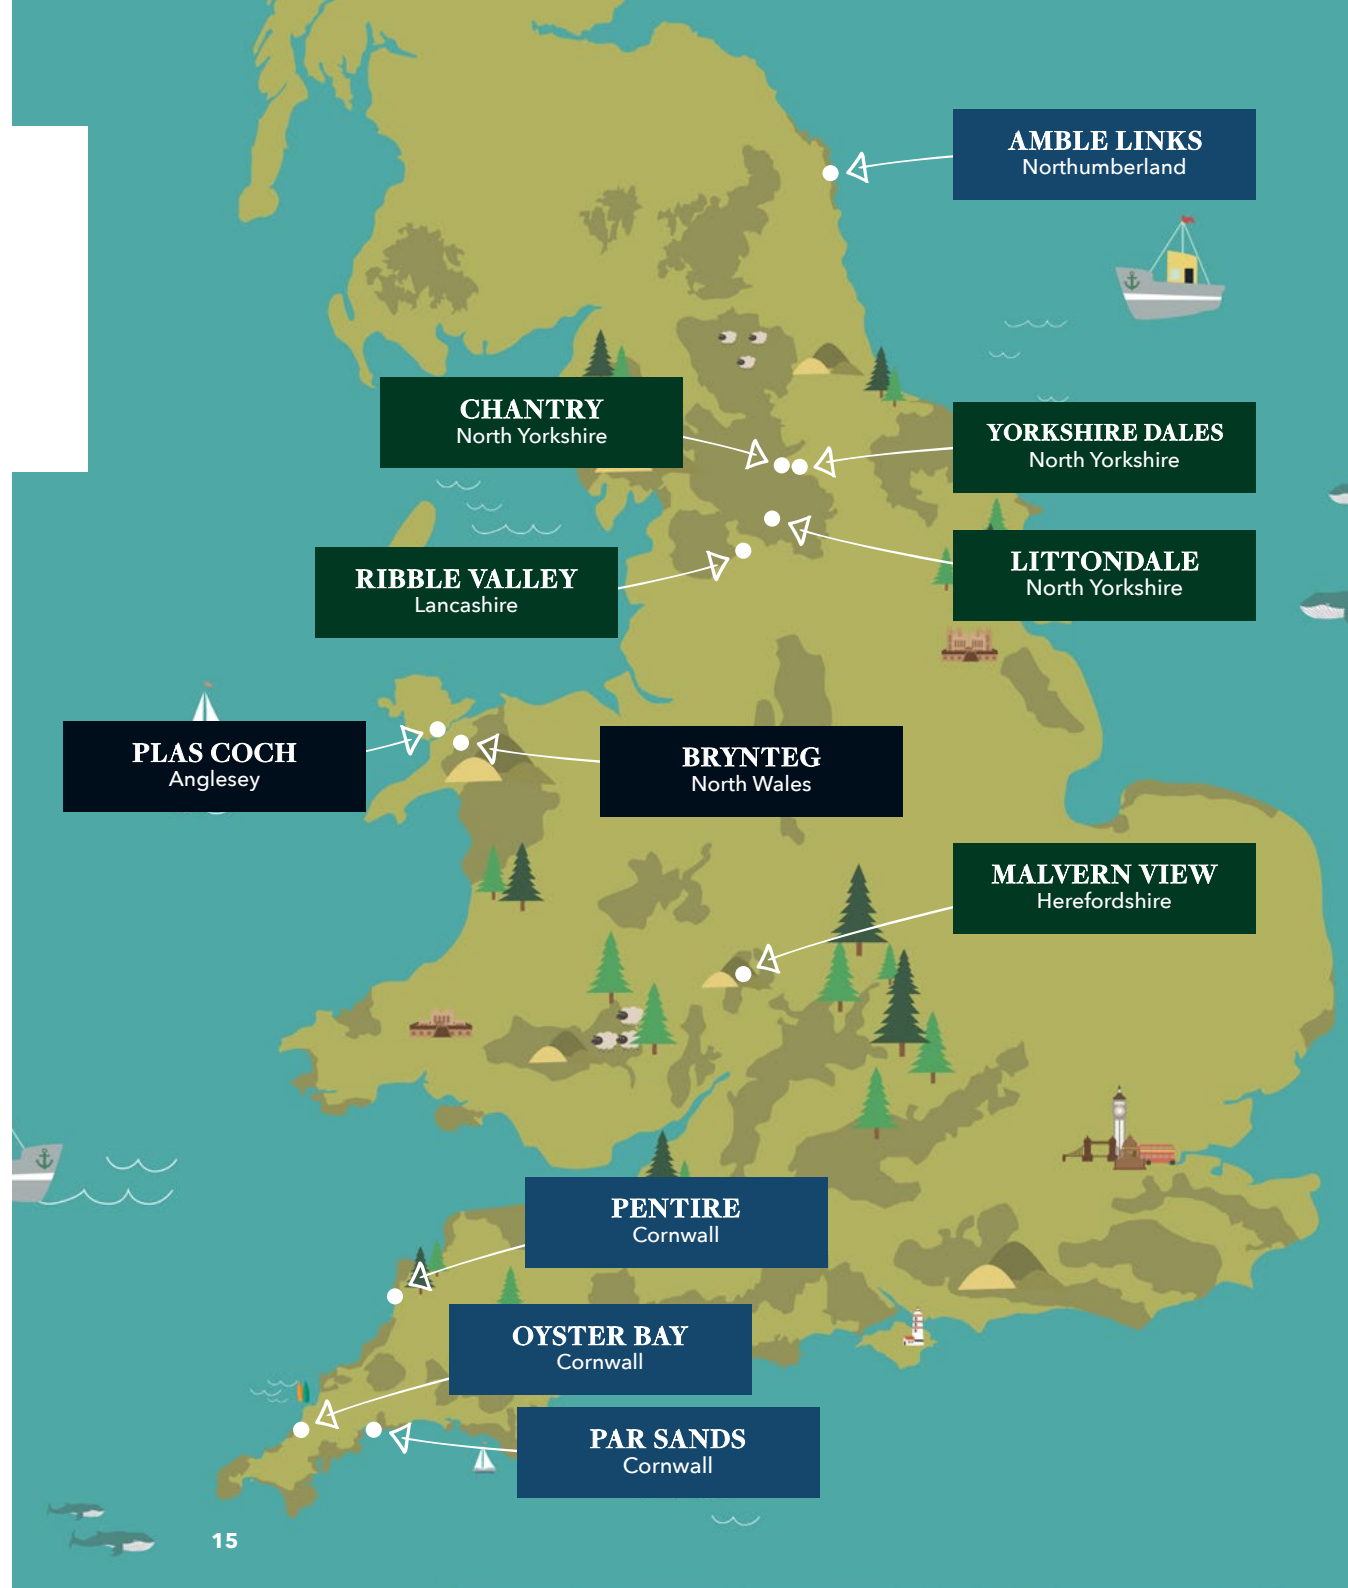 AMBLE LINKS
Northumberland
CHANTRY
North Yorkshire
YORKSHIRE DALES
North Yorkshire
LITTONDALE
North Yorkshire
RIBBLE VALLEY
Lancashire
PLAS COCH
Anglesey
BRYNTEG
North Wales
MALVERN VIEW
Herefordshire
PENTIRE
Cornwall
OYSTER BAY
Cornwall
PAR SANDS
Cornwall
15